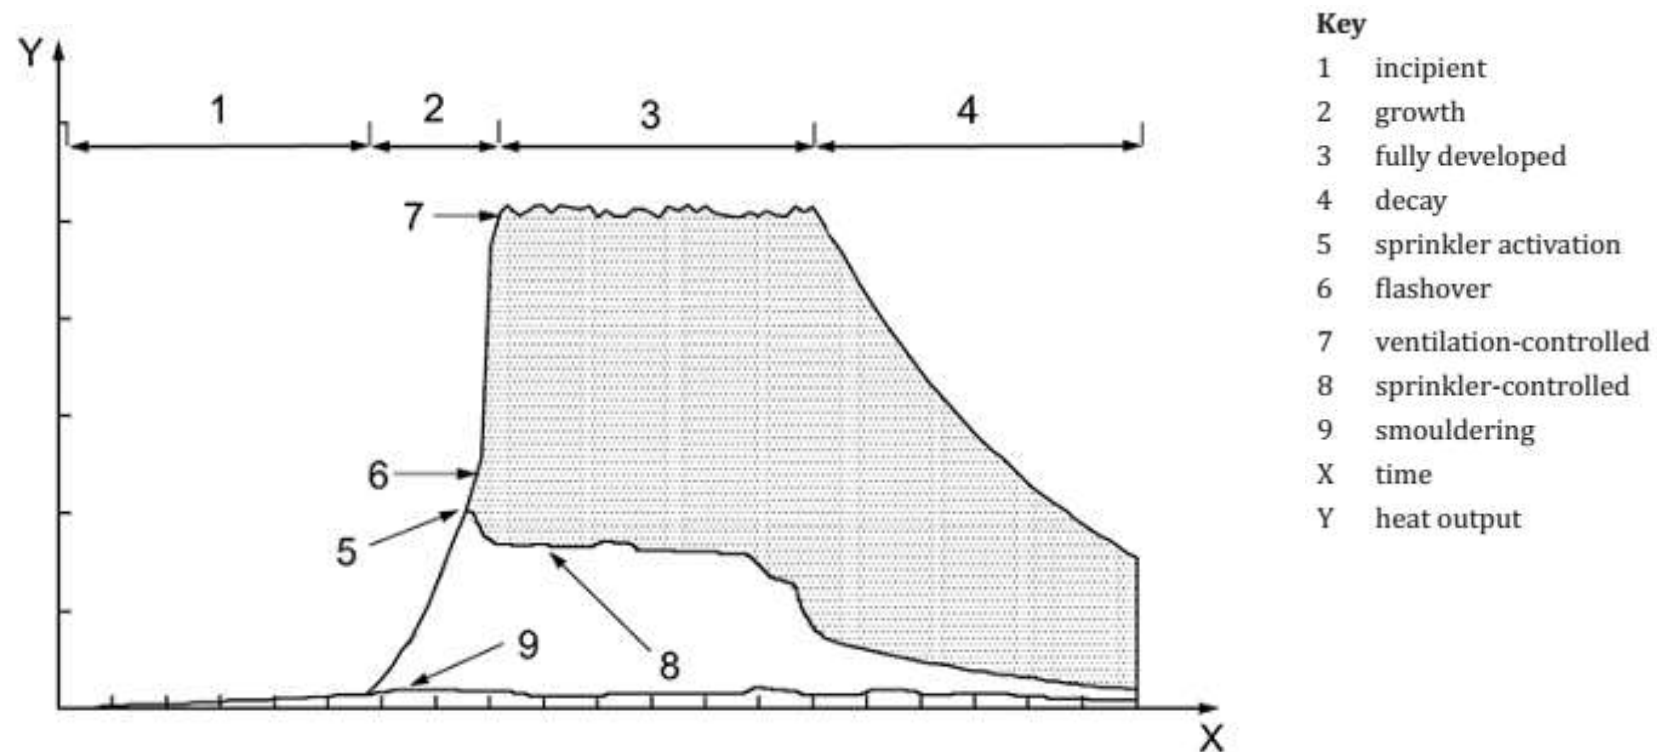 Y
1
2
3
4
7
6
5
9
8
X
Key
1 incipient
2 growth
3 fully developed
4 decay
5 sprinkler activation
6 flashover
7 ventilation-controlled
8 sprinkler-controlled
9 smouldering
X time
Y heat output